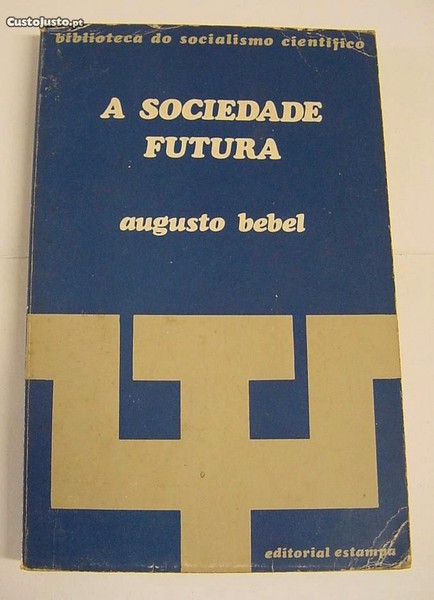 CustoJusto.pt
biblioteca do socialismo científico
A SOCIEDADE
FUTURA
augusto bebel
editorial estampa